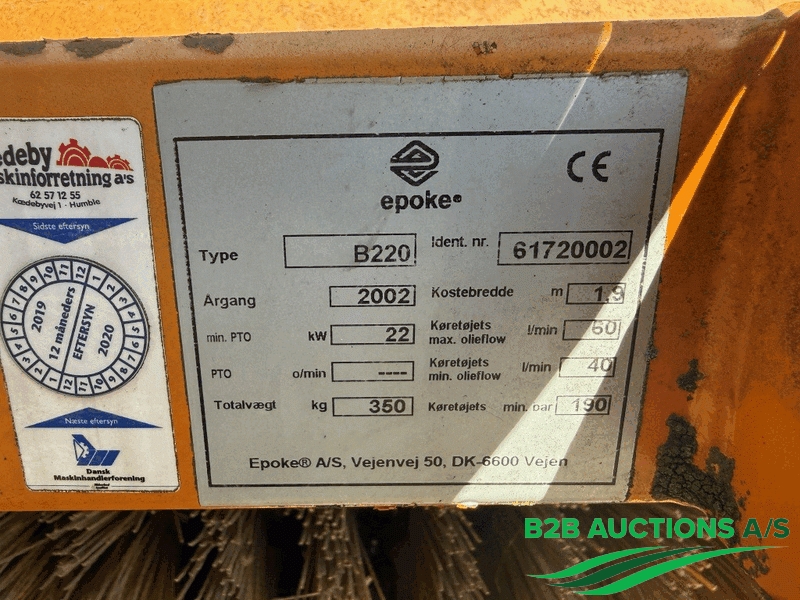 skinforretning a/s
62 57 12 55
Kædebyvej 1 - Humble
Sidste eftersyn
2019
12 måneders
EFTERSYN
2020
Næste eftersyn
Dansk
Maskinhandlerforening
epoke®
CE
Type B220 Ident. nr. 61720002
Argang 2002 Kostebredde m 1.9
min. PTO kW 22 Køretøjets max. olieflow l/min 60
PTO o/min ---- Køretøjets min. olieflow l/min 40
Totalvægt kg 350 Køretøjets min. bar 190
Epoke® A/S, Vejenvej 50, DK-6600 Vejen
B2B AUCTIONS A/S